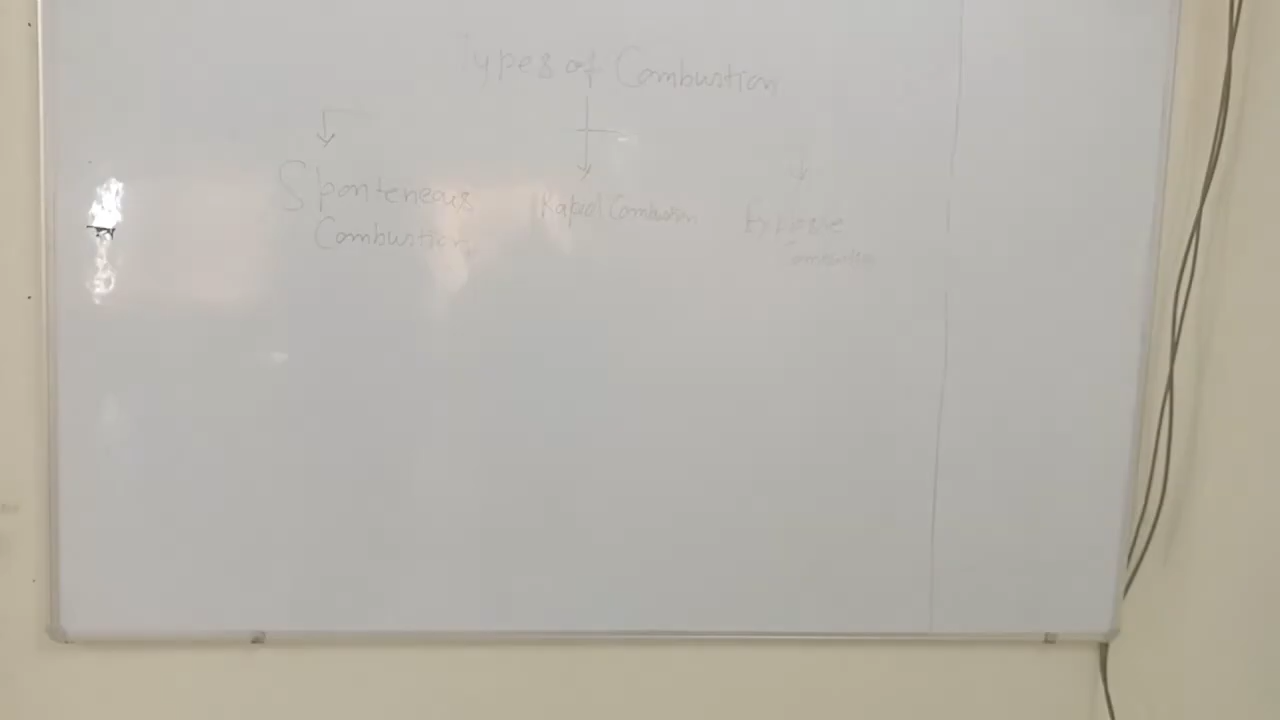 Types of Combustion
Sponteneous
Combustion
Rapid Combustion